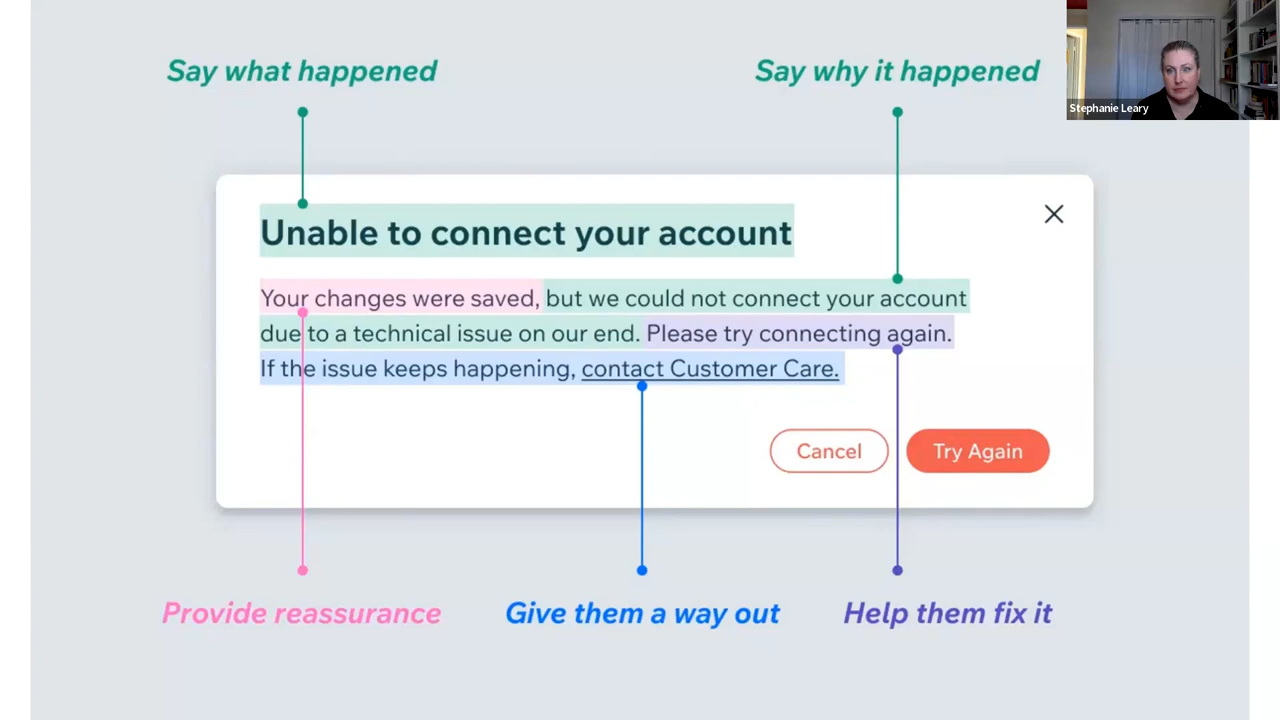 Say what happened
Say why it happened
Stephanie Leary
Unable to connect your account
Your changes were saved, but we could not connect your account
due to a technical issue on our end. Please try connecting again.
If the issue keeps happening, contact Customer Care.
Cancel
Try Again
Provide reassurance
Give them a way out
Help them fix it